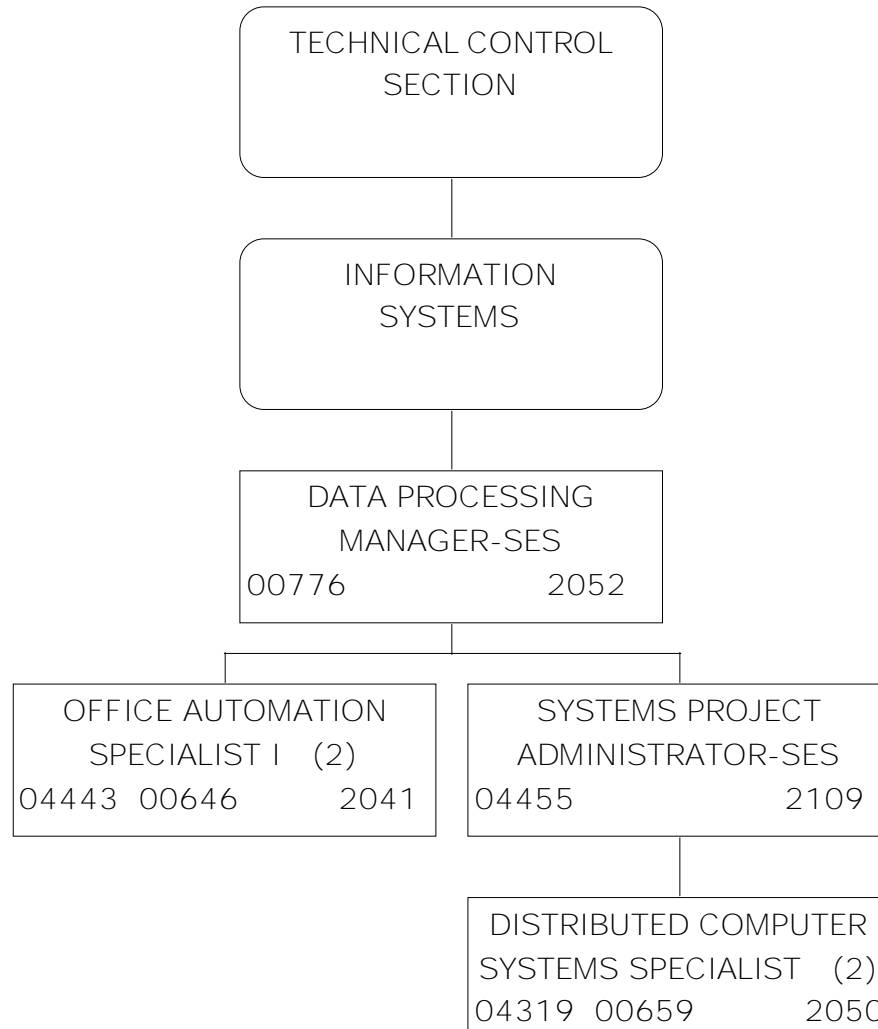 TECHNICAL CONTROL
SECTION
INFORMATION
SYSTEMS
DATA PROCESSING
MANAGER-SES
00776 2052
OFFICE AUTOMATION
SPECIALIST I (2)
04443 00646 2041
SYSTEMS PROJECT
ADMINISTRATOR-SES
04455 2109
DISTRIBUTED COMPUTER
SYSTEMS SPECIALIST (2)
04319 00659 2050